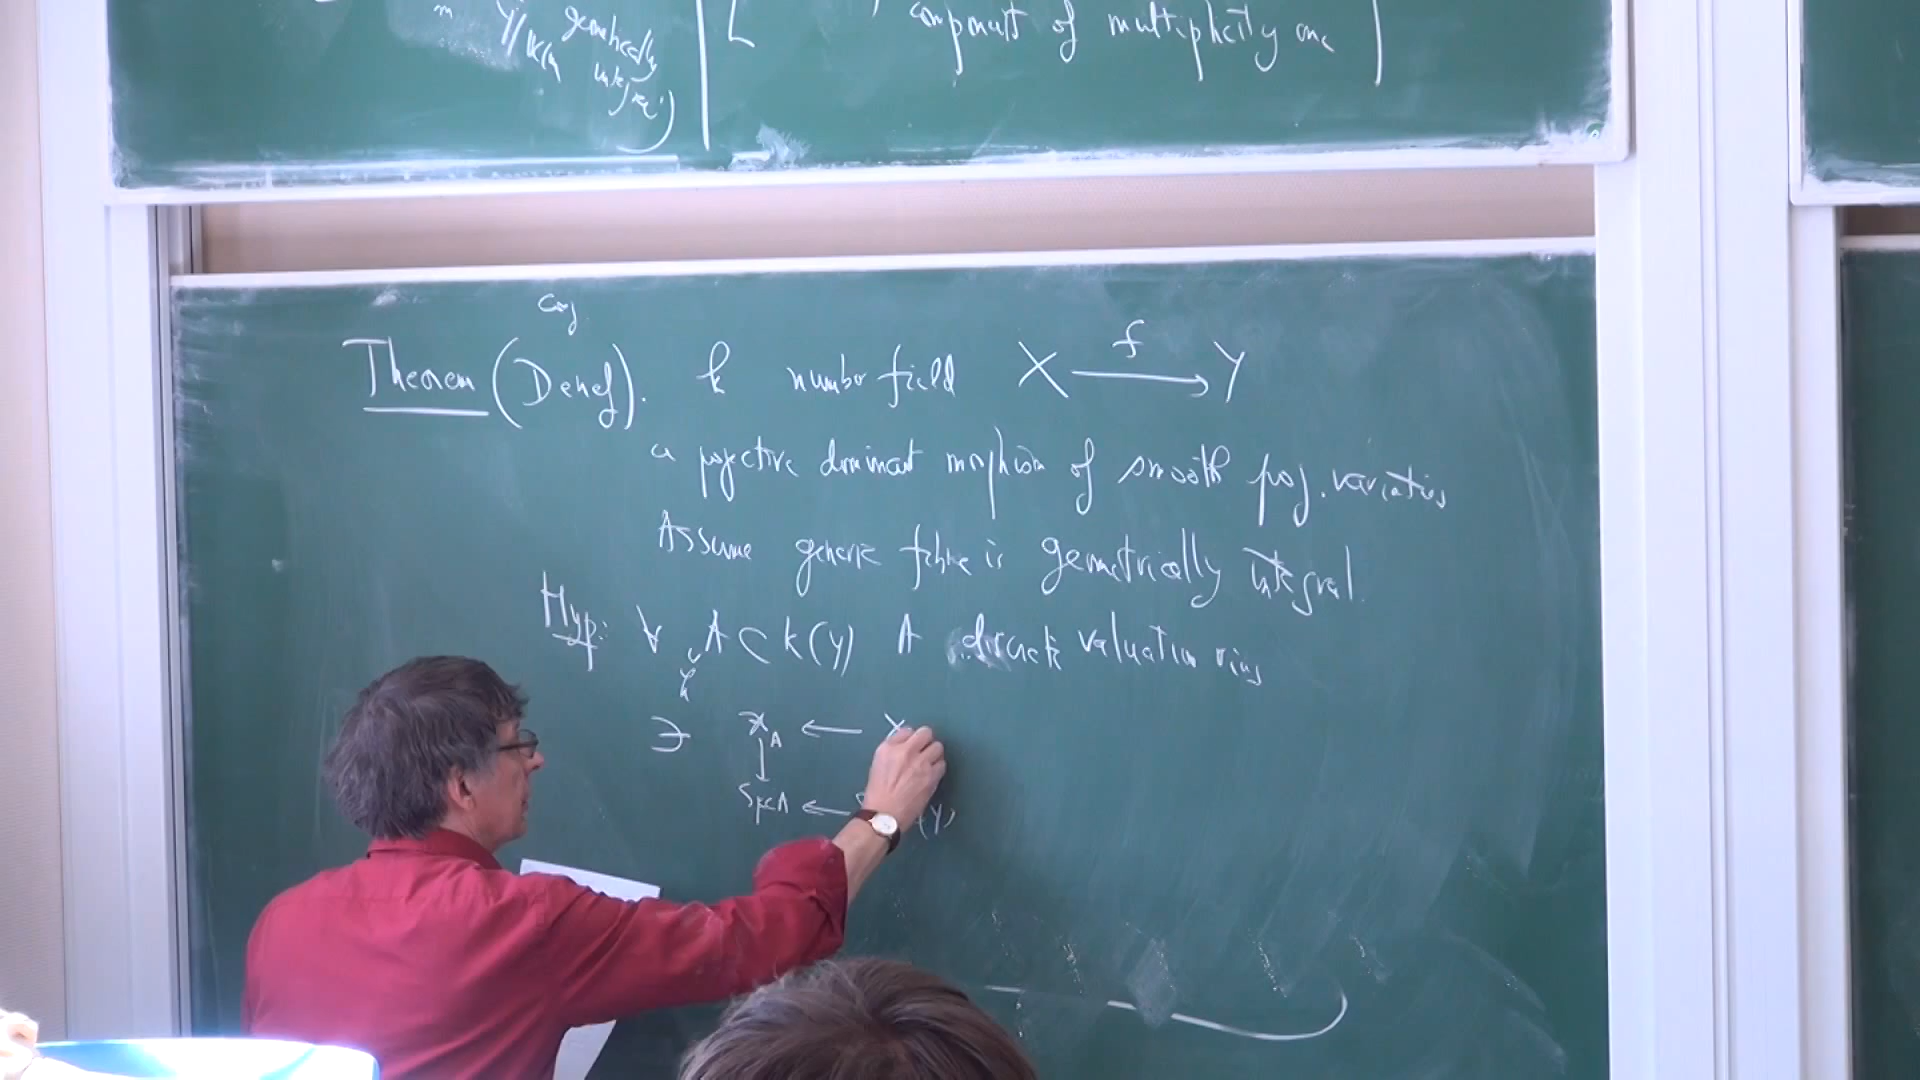 Y/k(y) geometrically
integral)
components of multiplicity one
Conj
Theorem (Denef). k number field X f→ Y
a projective dominant morphism of smooth proj. varieties
Assume generic fibre is geometrically integral.
Hyp: ∀ A ⊂ k(Y) A discrete valuation ring
k
∃ 𝒳_A ← X
↓
Spec A ← (Y)